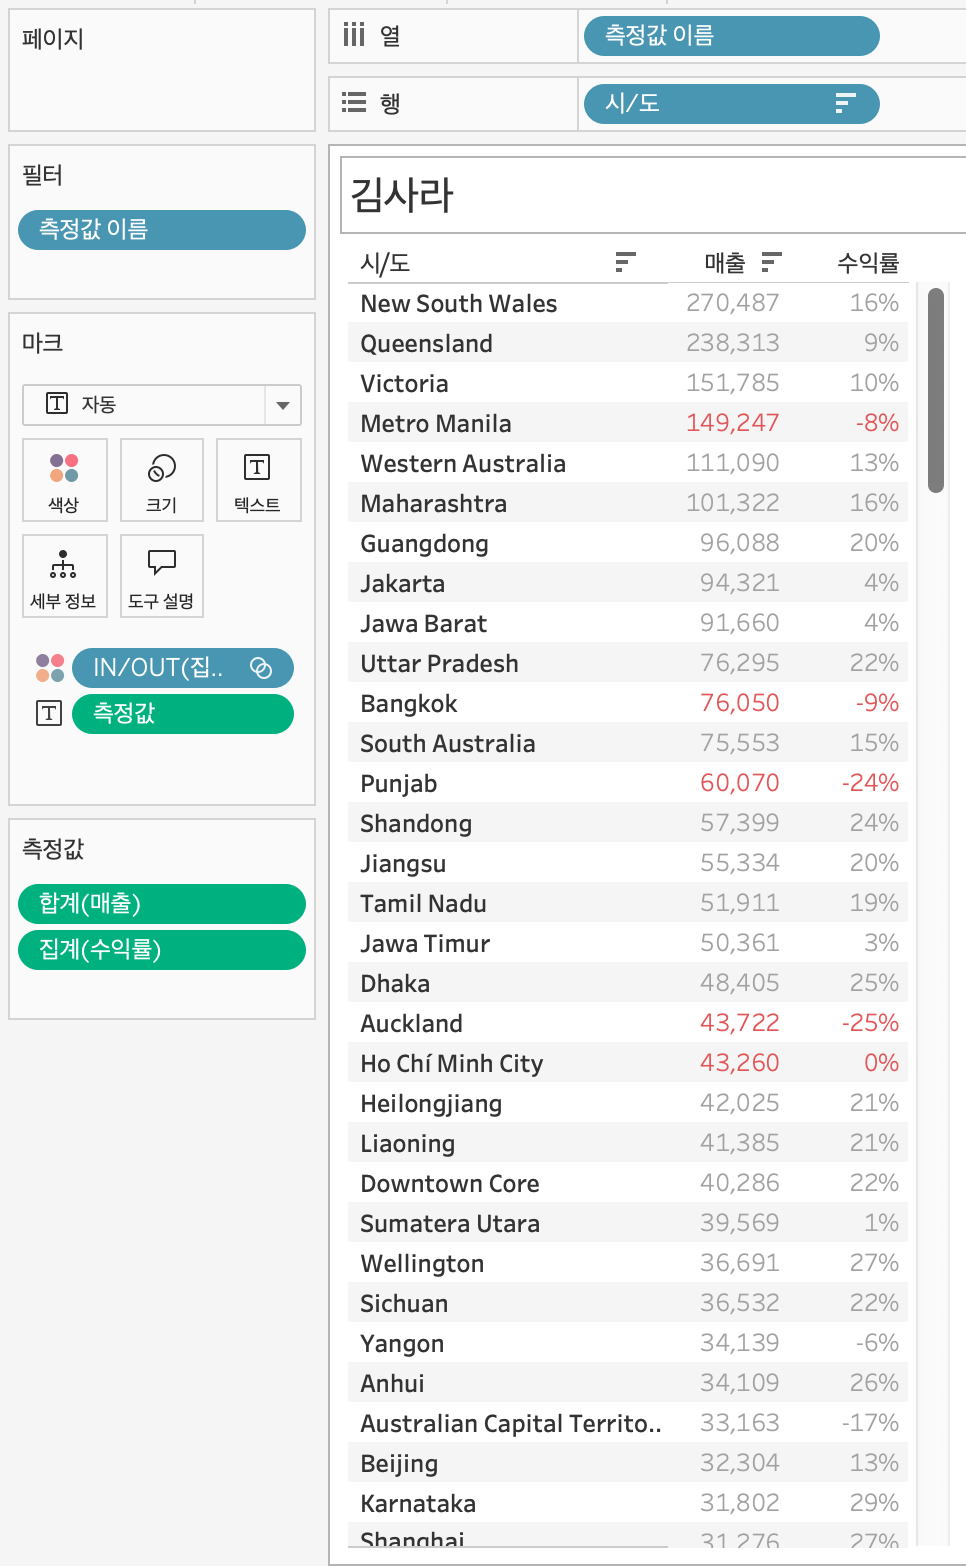 페이지
필터
측정값 이름
마크
자동
색상
크기
텍스트
세부 정보
도구 설명
IN/OUT(집..
측정값
측정값
합계(매출)
집계(수익률)
열 측정값 이름
행 시/도
김사라
시/도 매출 수익률
New South Wales 270,487 16%
Queensland 238,313 9%
Victoria 151,785 10%
Metro Manila 149,247 -8%
Western Australia 111,090 13%
Maharashtra 101,322 16%
Guangdong 96,088 20%
Jakarta 94,321 4%
Jawa Barat 91,660 4%
Uttar Pradesh 76,295 22%
Bangkok 76,050 -9%
South Australia 75,553 15%
Punjab 60,070 -24%
Shandong 57,399 24%
Jiangsu 55,334 20%
Tamil Nadu 51,911 19%
Jawa Timur 50,361 3%
Dhaka 48,405 25%
Auckland 43,722 -25%
Ho Chí Minh City 43,260 0%
Heilongjiang 42,025 21%
Liaoning 41,385 21%
Downtown Core 40,286 22%
Sumatera Utara 39,569 1%
Wellington 36,691 27%
Sichuan 36,532 22%
Yangon 34,139 -6%
Anhui 34,109 26%
Australian Capital Territo.. 33,163 -17%
Beijing 32,304 13%
Karnataka 31,802 29%
Shanghai 31,276 27%